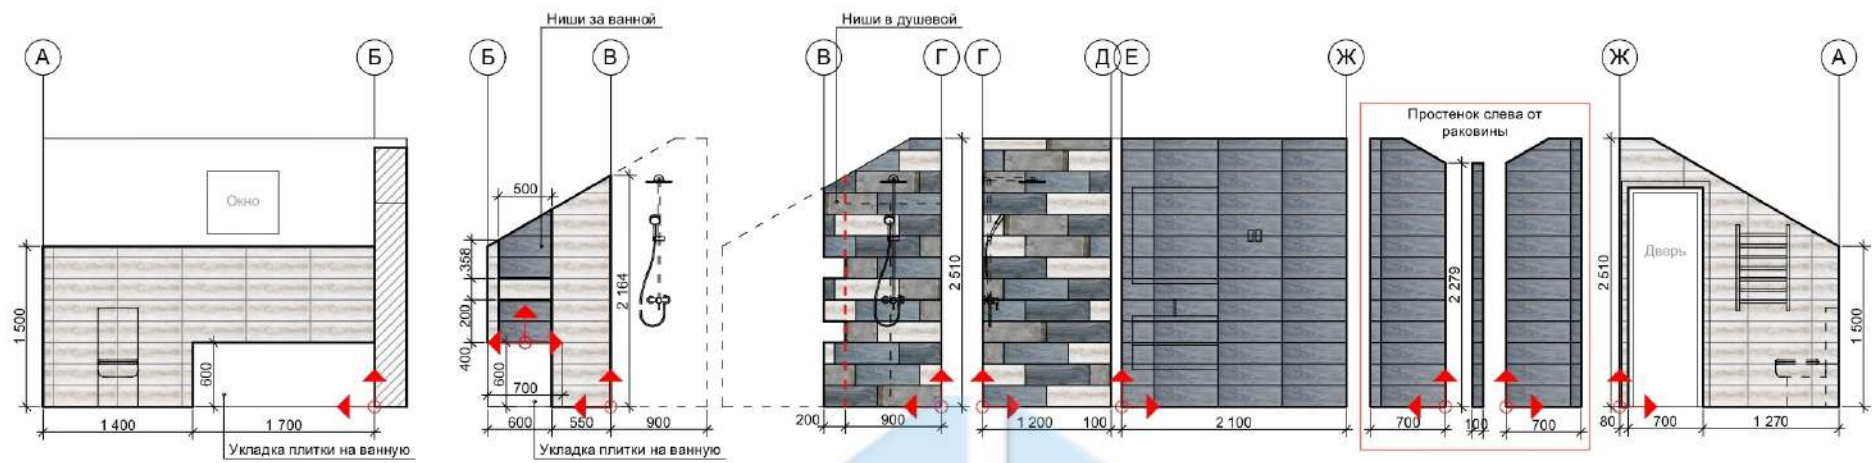 Ниши за ванной
Ниши в душевой
А
Б
Б
В
В
Г
Г
Д
Е
Ж
Ж
А
Простенок слева от
раковины
Окно
Дверь
500
358
200
400
600
700
2 164
1 500
600
2 510
2 279
2 510
1 500
1 400
1 700
600
550
900
200
900
1 200
100
2 100
700
100
700
80
700
1 270
Укладка плитки на ванную
Укладка плитки на ванную